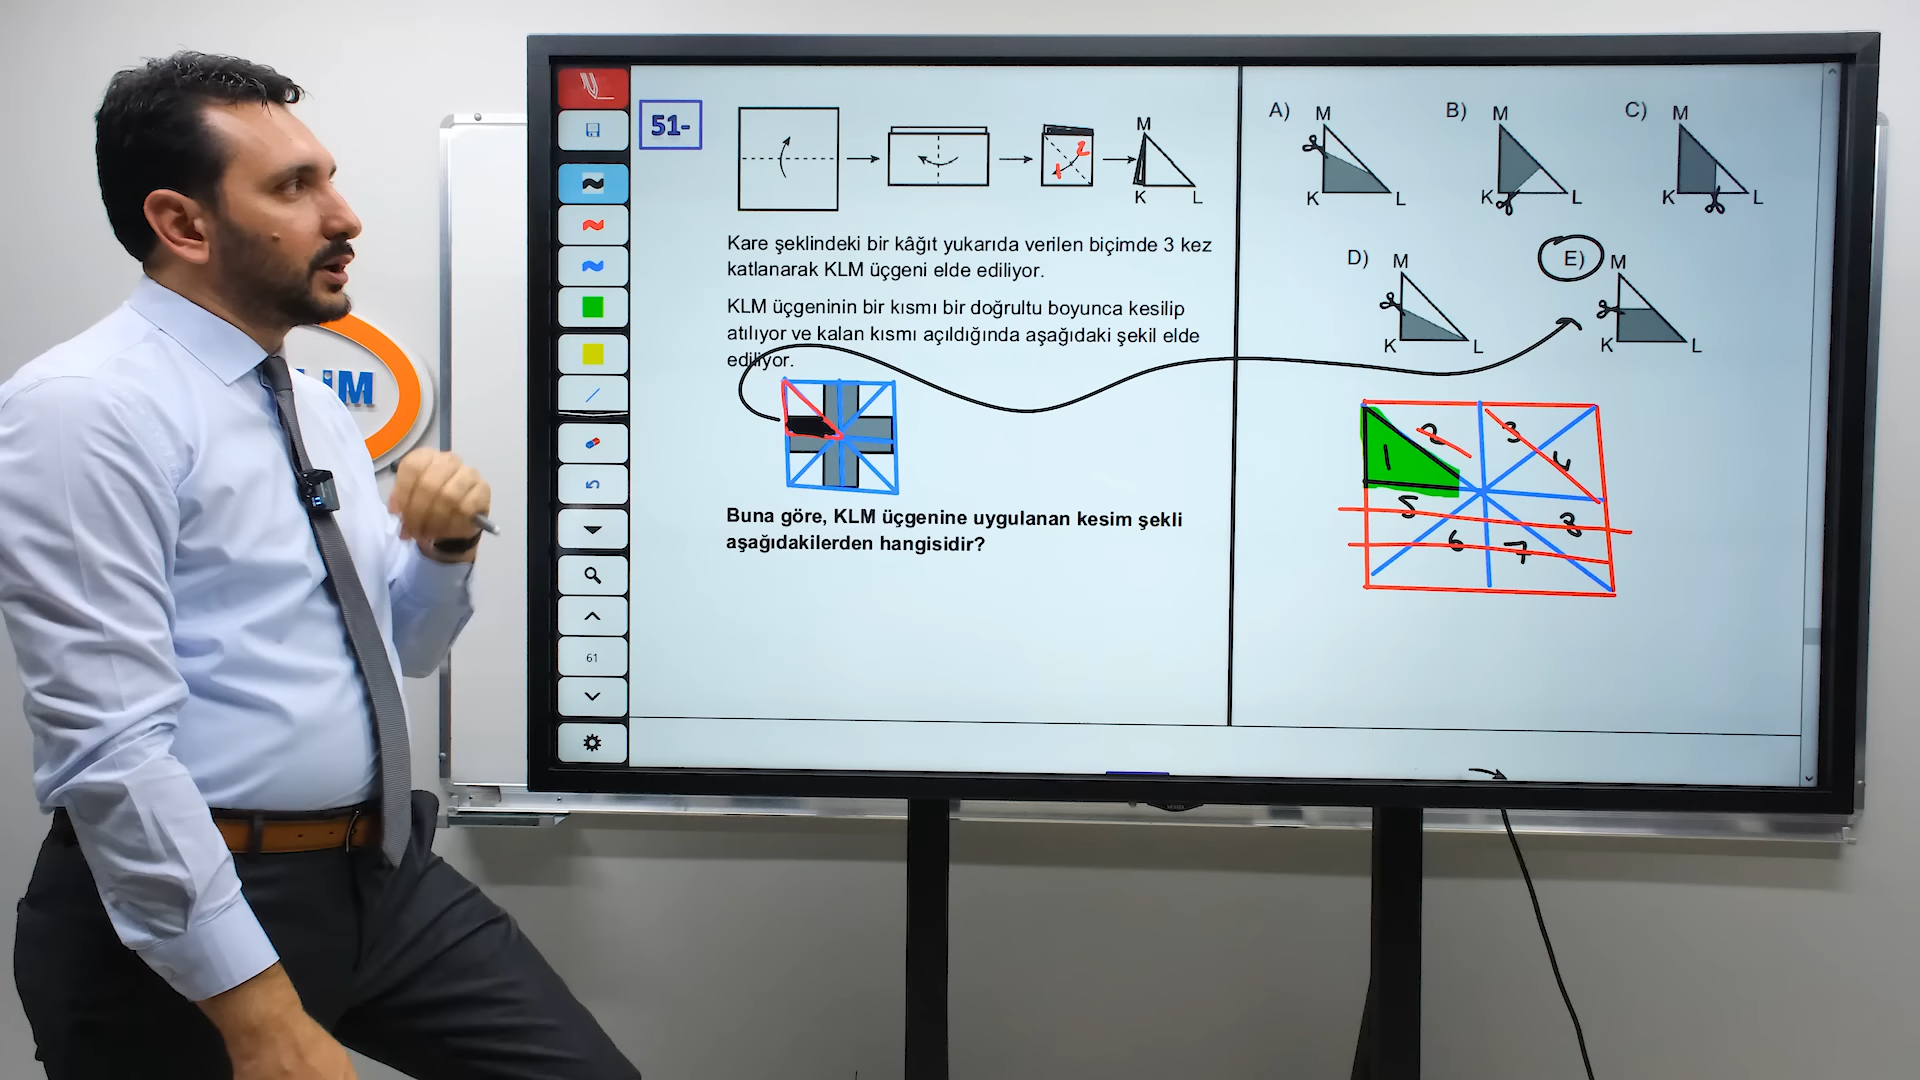 LiM
51-
M
K
L
Kare şeklindeki bir kâğıt yukarıda verilen biçimde 3 kez
katlanarak KLM üçgeni elde ediliyor.
KLM üçgeninin bir kısmı bir doğrultu boyunca kesilip
atılıyor ve kalan kısmı açıldığında aşağıdaki şekil elde
ediliyor.
Buna göre, KLM üçgenine uygulanan kesim şekli
aşağıdakilerden hangisidir?
61
A) M
K L
B) M
K L
C) M
K L
D) M
K L
E) M
K L
1 2 3 4
5 6 7 8